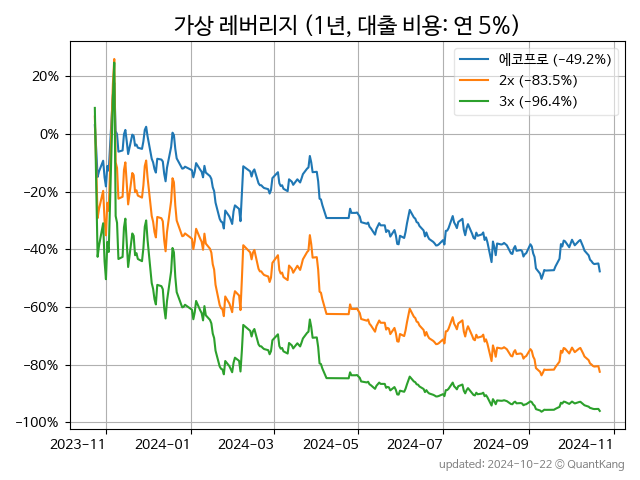 가상 레버리지 (1년, 대출 비용: 연 5%)
에코프로 (-49.2%)
2x (-83.5%)
3x (-96.4%)
20%
0%
-20%
-40%
-60%
-80%
-100%
2023-11 2024-01 2024-03 2024-05 2024-07 2024-09 2024-11
updated: 2024-10-22 © QuantKang